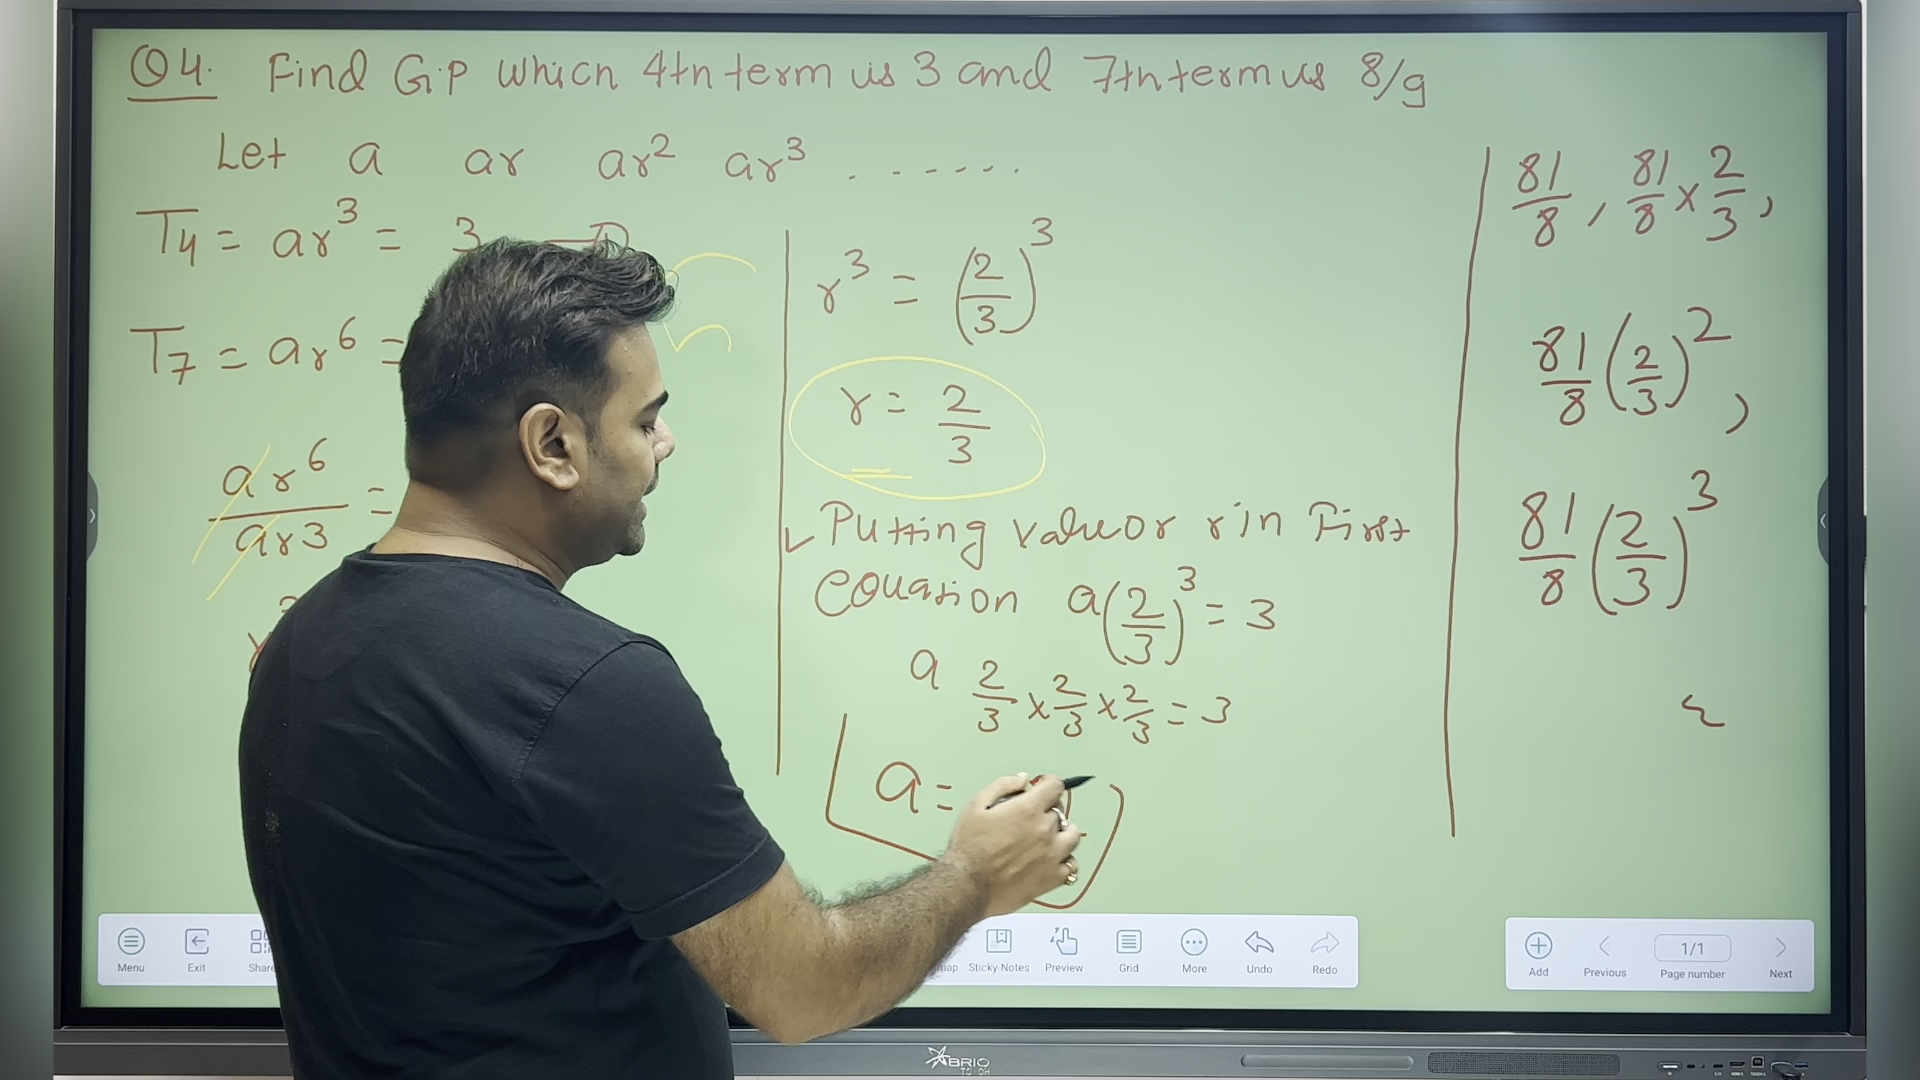 Q4. Find G.P which 4th term is 3 and 7th term is 8/9
Let a ar ar² ar³ . - - - - - .
T₄ = ar³ = 3
T₇ = ar⁶ =
ar⁶/ar3 =
r³ = (2/3)³
r = 2/3
Putting value or r in First
equation a(2/3)³ = 3
a 2/3 × 2/3 × 2/3 = 3
a =
81/8 , 81/8 × 2/3 ,
81/8 (2/3)² ,
81/8 (2/3)³
Menu Exit Share Sticky-Notes Preview Grid More Undo Redo
Add Previous 1/1 Page number Next
ABRIO